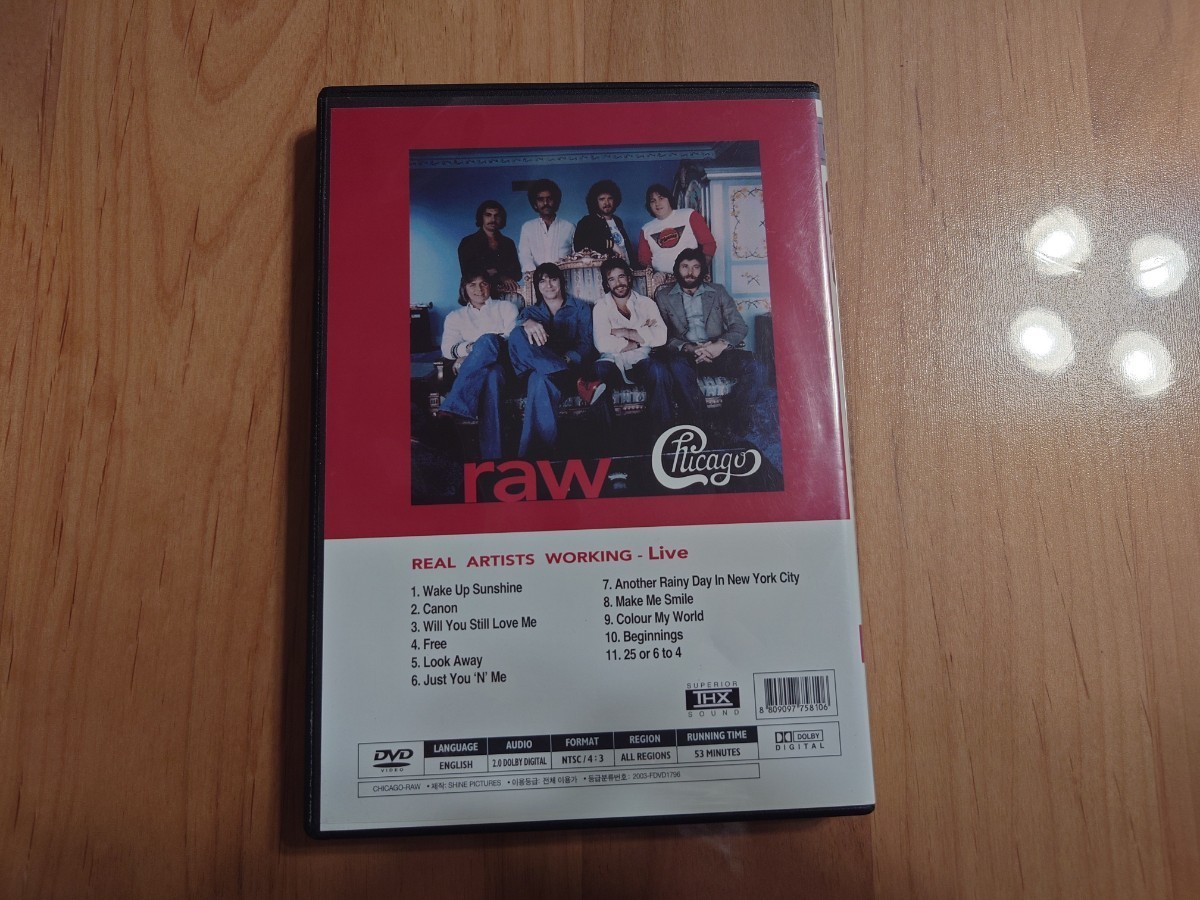 raw
Chicago
REAL ARTISTS WORKING - Live
1. Wake Up Sunshine
2. Canon
3. Will You Still Love Me
4. Free
5. Look Away
6. Just You ‘N’ Me
7. Another Rainy Day In New York City
8. Make Me Smile
9. Colour My World
10. Beginnings
11. 25 or 6 to 4
SUPERIOR
THX
SOUND
8 809097 758106
DVD
VIDEO
LANGUAGE
ENGLISH
AUDIO
2.0 DOLBY DIGITAL
FORMAT
NTSC / 4:3
REGION
ALL REGIONS
RUNNING TIME
53 MINUTES
DOLBY
DIGITAL
CHICAGO-RAW • 제작: SHINE PICTURES • 이용등급: 전체 이용가 • 등급분류번호: 2003-FDVD1796